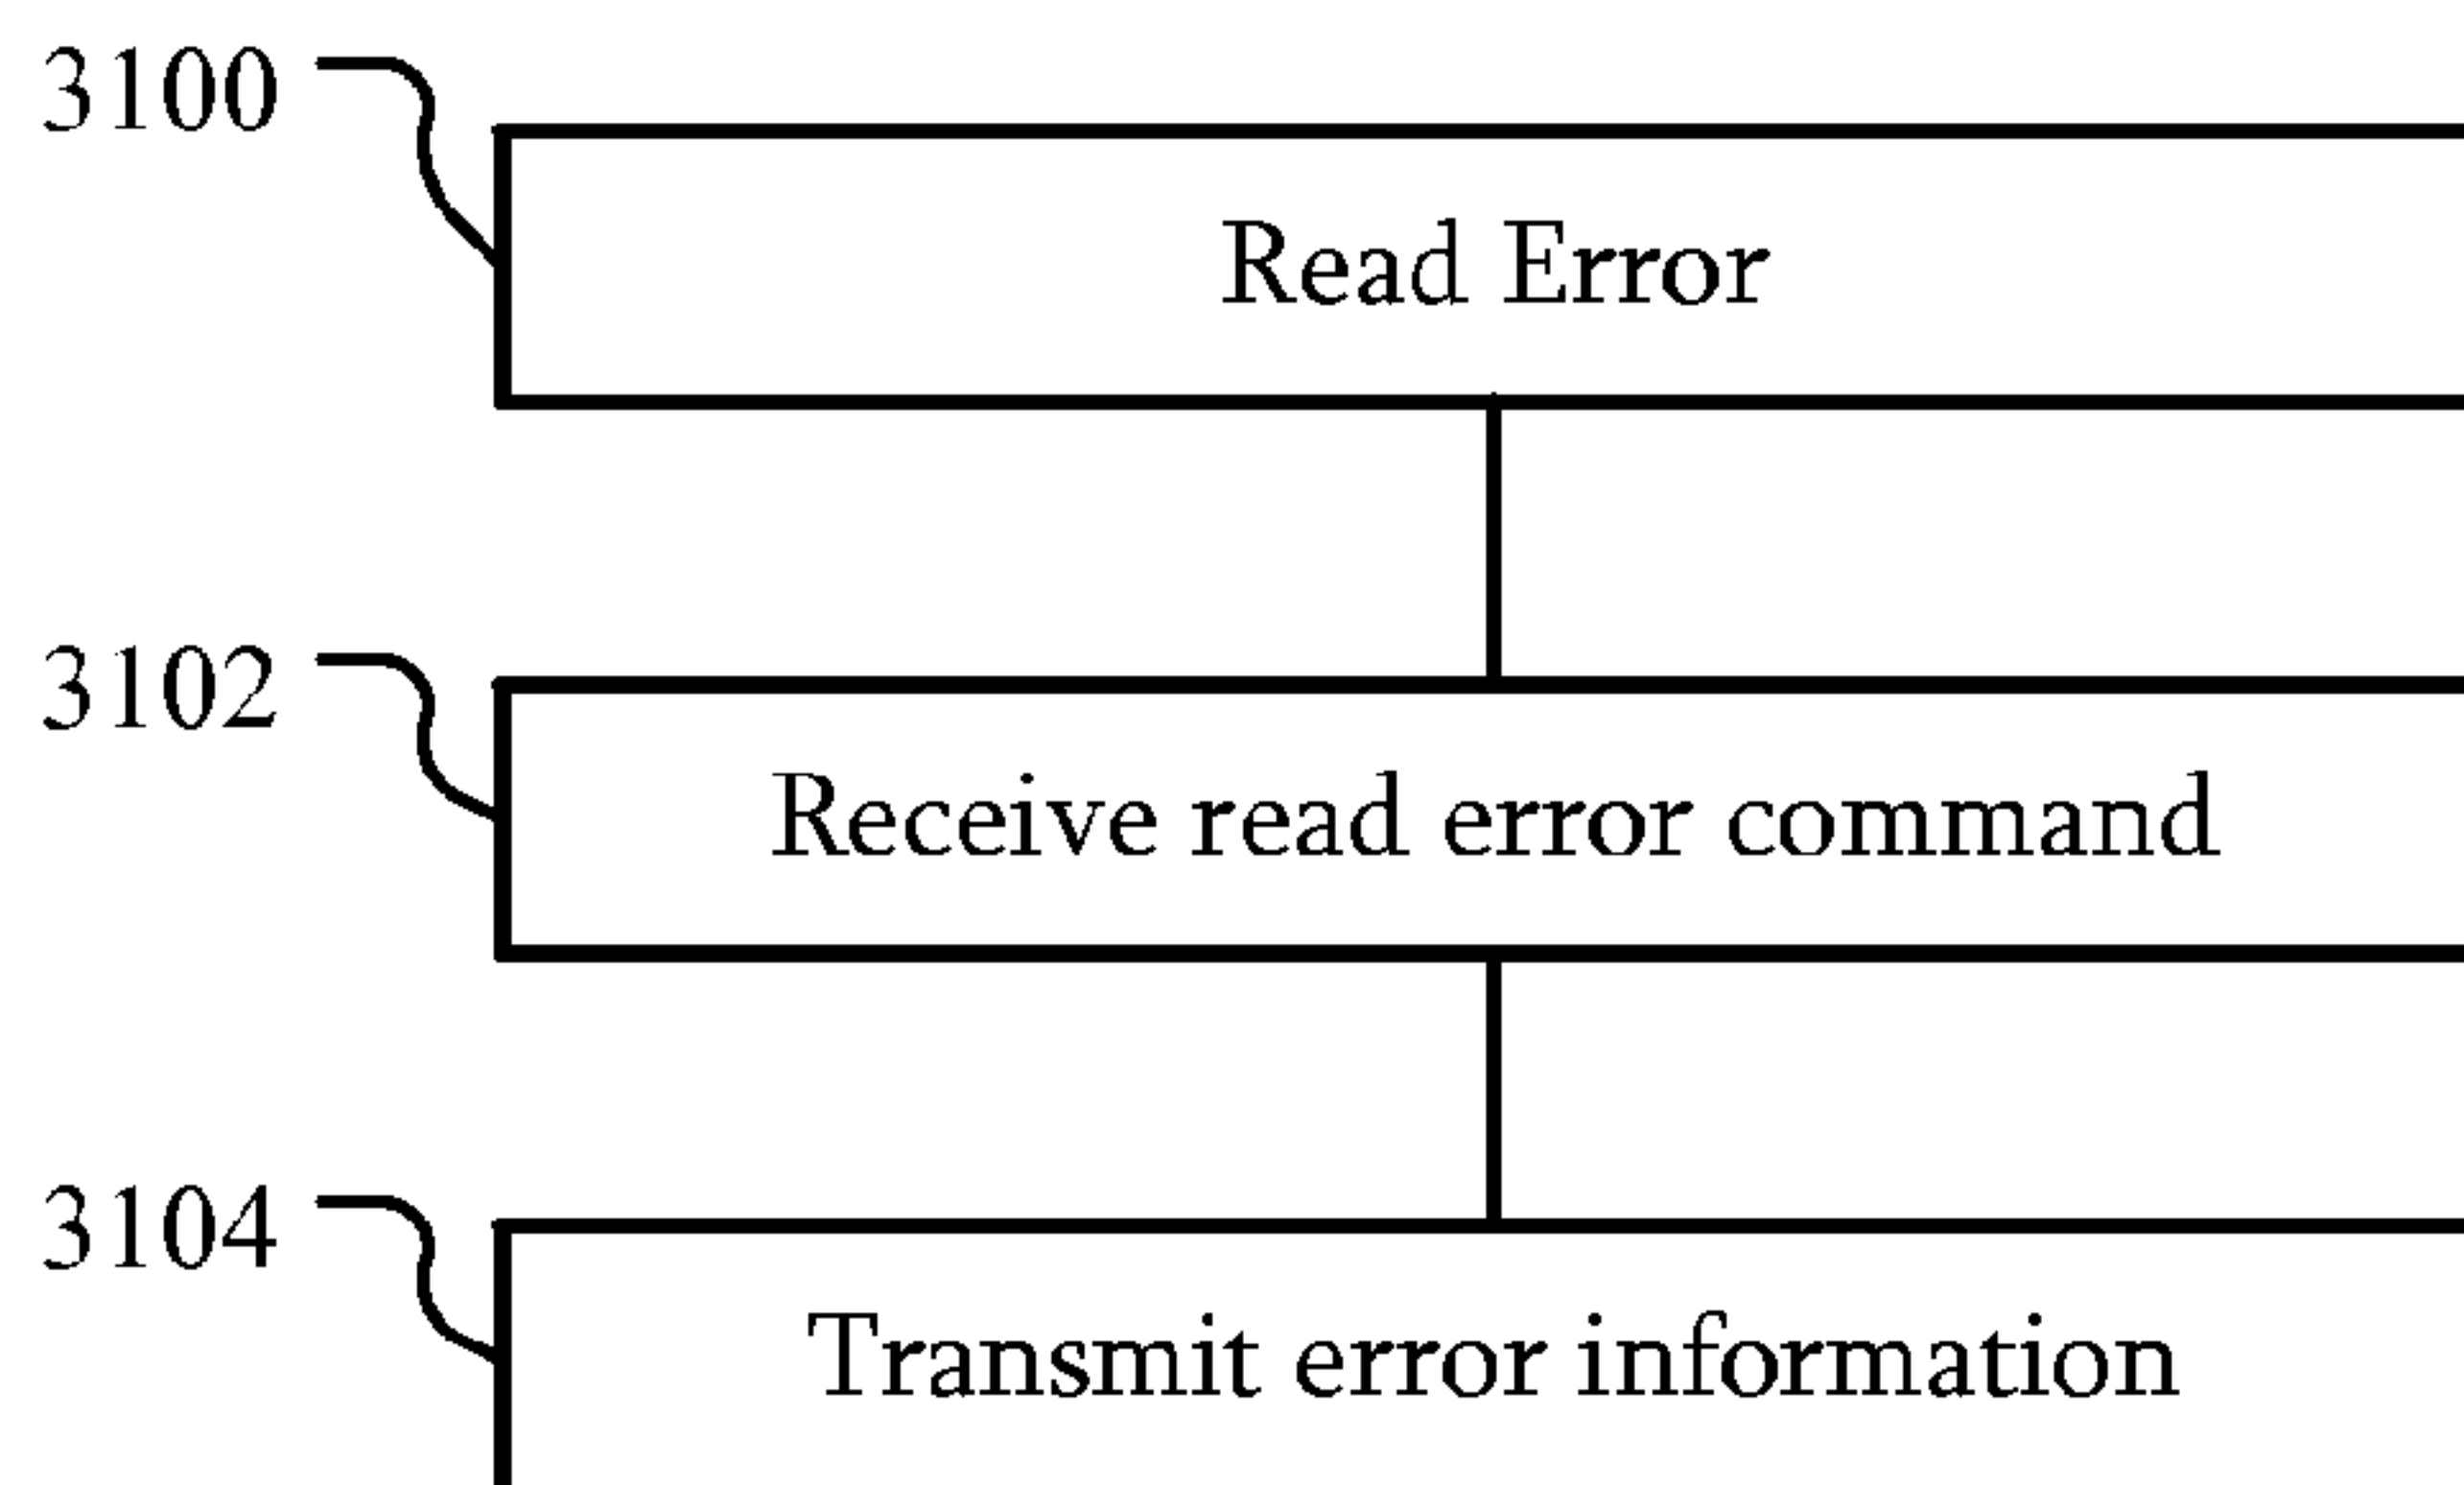 3100
Read Error
3102
Receive read error command
3104
Transmit error information